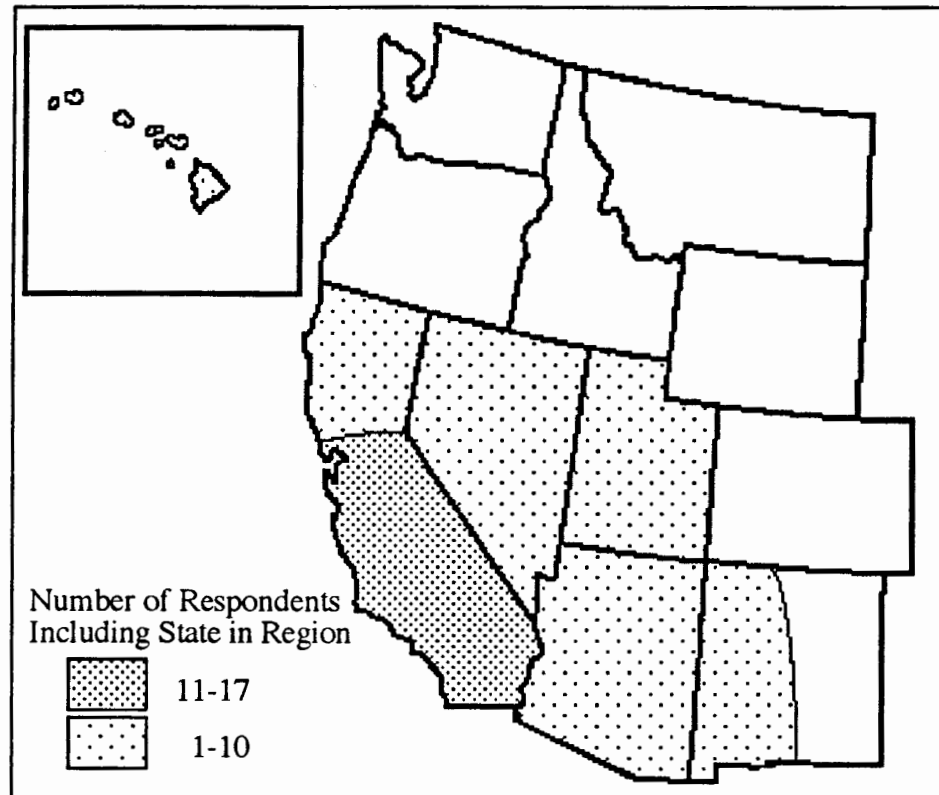 Number of Respondents
Including State in Region
11-17
1-10